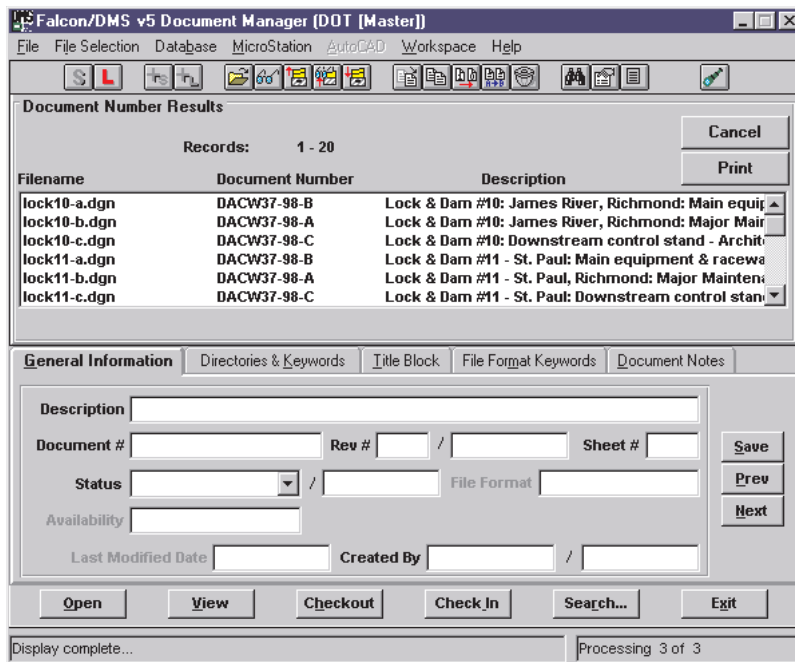 Falcon/DMS v5 Document Manager (DOT [Master])
File File Selection Database MicroStation AutoCAD Workspace Help
S L rs rL
Document Number Results
Cancel
Records: 1 - 20
Print
Filename Document Number Description
lock10-a.dgn DACW37-98-B Lock & Dam #10: James River, Richmond: Main equip
lock10-b.dgn DACW37-98-A Lock & Dam #10: James River, Richmond: Major Main
lock10-c.dgn DACW37-98-C Lock & Dam #10: Downstream control stand - Archit
lock11-a.dgn DACW37-98-B Lock & Dam #11 - St. Paul: Main equipment & racewa
lock11-b.dgn DACW37-98-A Lock & Dam #11 - St. Paul, Richmond: Major Maintena
lock11-c.dgn DACW37-98-C Lock & Dam #11 - St. Paul: Downstream control stan
General Information Directories & Keywords Title Block File Format Keywords Document Notes
Description
Document # Rev # / Sheet # Save
Status / File Format Prev
Availability Next
Last Modified Date Created By /
Open View Checkout Check In Search... Exit
Display complete... Processing 3 of 3